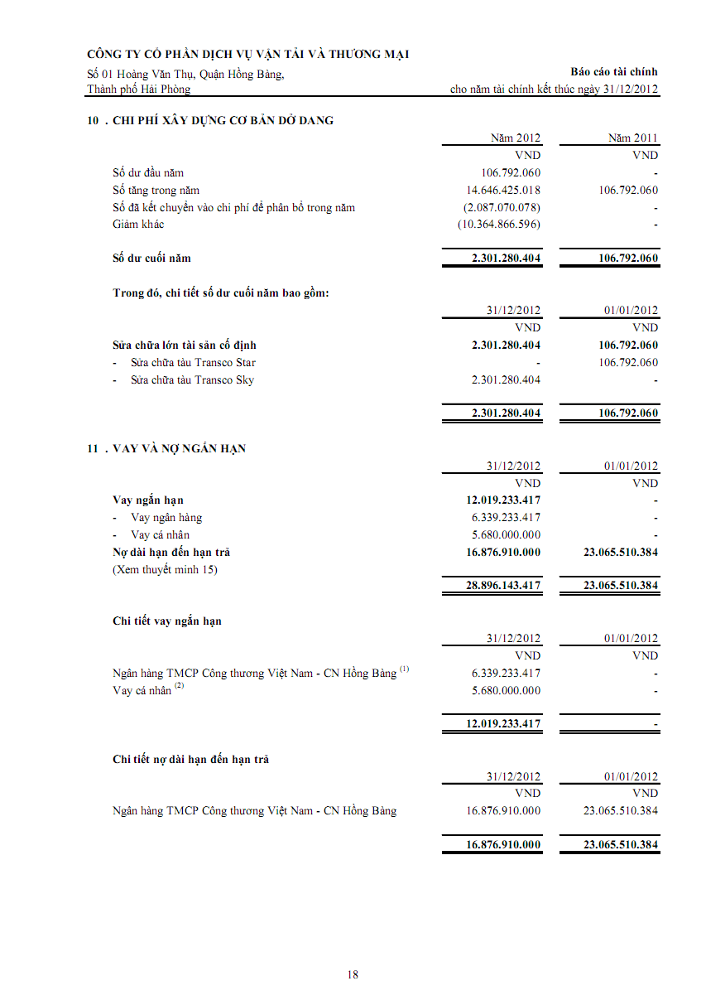 CÔNG TY CỔ PHẦN DỊCH VỤ VẬN TẢI VÀ THƯƠNG MẠI
Số 01 Hoàng Văn Thụ, Quận Hồng Bàng, Báo cáo tài chính
Thành phố Hải Phòng cho năm tài chính kết thúc ngày 31/12/2012
10 . CHI PHÍ XÂY DỰNG CƠ BẢN DỞ DANG
Năm 2012 Năm 2011
VND VND
Số dư đầu năm 106.792.060 -
Số tăng trong năm 14.646.425.018 106.792.060
Số đã kết chuyển vào chi phí để phân bổ trong năm (2.087.070.078) -
Giảm khác (10.364.866.596) -
Số dư cuối năm 2.301.280.404 106.792.060
Trong đó, chi tiết số dư cuối năm bao gồm:
31/12/2012 01/01/2012
VND VND
Sửa chữa lớn tài sản cố định 2.301.280.404 106.792.060
- Sửa chữa tàu Transco Star - 106.792.060
- Sửa chữa tàu Transco Sky 2.301.280.404 -
2.301.280.404 106.792.060
11 . VAY VÀ NỢ NGẮN HẠN
31/12/2012 01/01/2012
VND VND
Vay ngắn hạn 12.019.233.417 -
- Vay ngân hàng 6.339.233.417 -
- Vay cá nhân 5.680.000.000 -
Nợ dài hạn đến hạn trả 16.876.910.000 23.065.510.384
(Xem thuyết minh 15)
28.896.143.417 23.065.510.384
Chi tiết vay ngắn hạn
31/12/2012 01/01/2012
VND VND
Ngân hàng TMCP Công thương Việt Nam - CN Hồng Bàng (1) 6.339.233.417 -
Vay cá nhân (2) 5.680.000.000 -
12.019.233.417 -
Chi tiết nợ dài hạn đến hạn trả
31/12/2012 01/01/2012
VND VND
Ngân hàng TMCP Công thương Việt Nam - CN Hồng Bàng 16.876.910.000 23.065.510.384
16.876.910.000 23.065.510.384
18